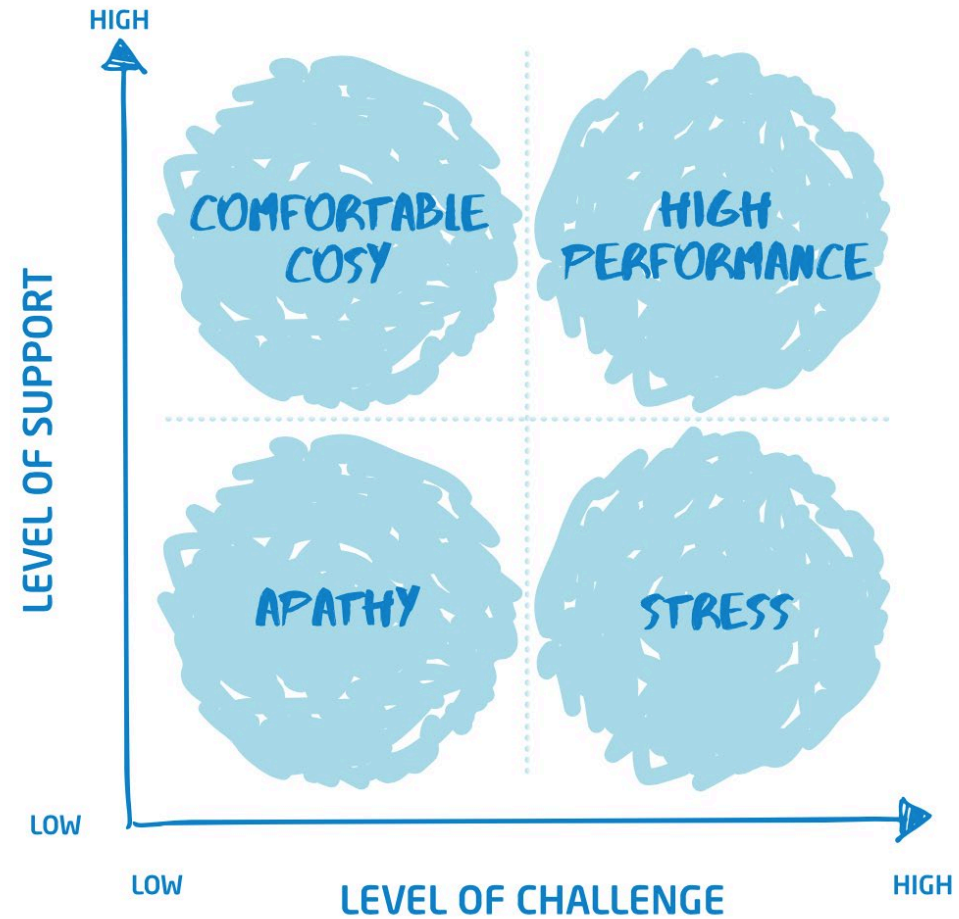 HIGH
COMFORTABLE
COSY
HIGH
PERFORMANCE
LEVEL OF SUPPORT
APATHY
STRESS
LOW
LOW
LEVEL OF CHALLENGE
HIGH